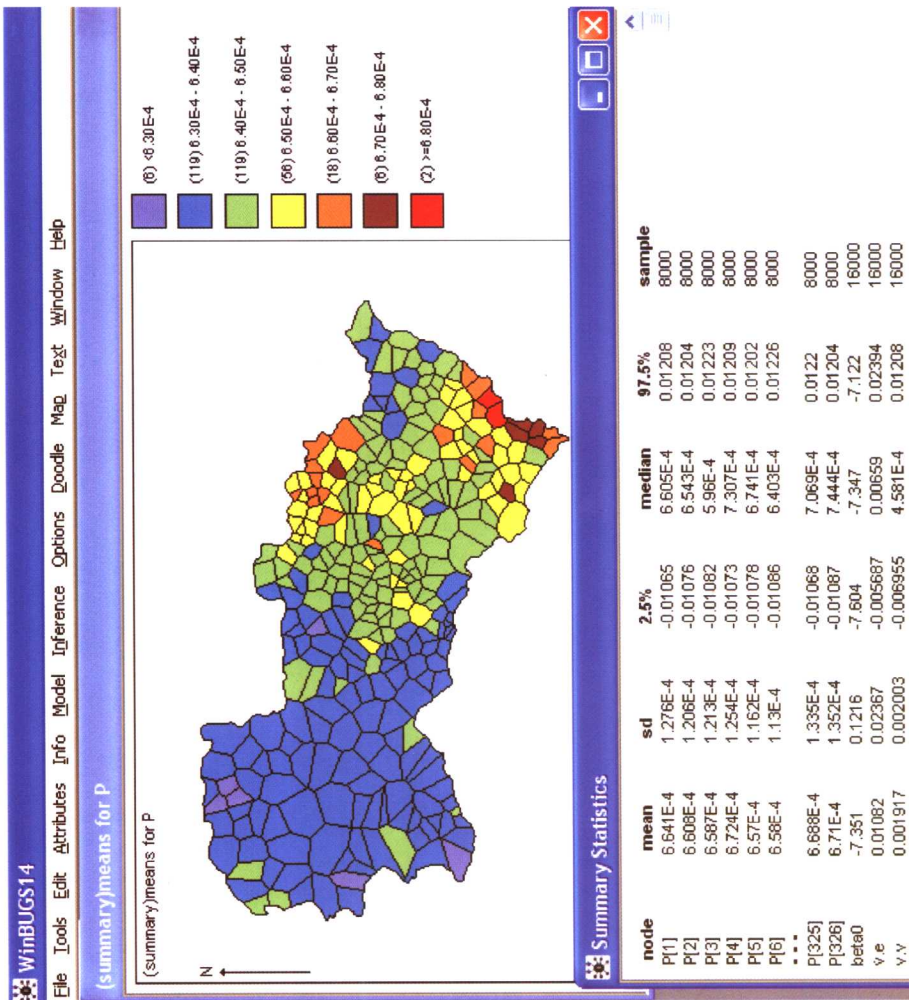 WinBUGS14
File Tools Edit Attributes Info Model Inference Options Doodle Map Text Window Help
(summary)means for P
(summary)means for P
N
(6) <6.30E-4
(119) 6.30E-4 - 6.40E-4
(119) 6.40E-4 - 6.50E-4
(56) 6.50E-4 - 6.60E-4
(18) 6.60E-4 - 6.70E-4
(6) 6.70E-4 - 6.80E-4
(2) >=6.80E-4
Summary Statistics
node mean sd 2.5% median 97.5% sample
P[1] 6.641E-4 1.276E-4 -0.01065 6.605E-4 0.01208 8000
P[2] 6.608E-4 1.206E-4 -0.01076 6.543E-4 0.01204 8000
P[3] 6.587E-4 1.213E-4 -0.01082 5.96E-4 0.01223 8000
P[4] 6.724E-4 1.254E-4 -0.01073 7.307E-4 0.01209 8000
P[5] 6.57E-4 1.162E-4 -0.01078 6.741E-4 0.01202 8000
P[6] 6.58E-4 1.13E-4 -0.01086 6.403E-4 0.01226 8000
• • •
P[325] 6.688E-4 1.335E-4 -0.01068 7.069E-4 0.0122 8000
P[326] 6.71E-4 1.352E-4 -0.01087 7.444E-4 0.01204 8000
beta0 -7.351 0.1216 -7.604 -7.347 -7.122 16000
v.e 0.01082 0.02367 -0.005687 0.00659 0.02394 16000
v.v 0.001917 0.002003 -0.006955 4.581E-4 0.01208 16000